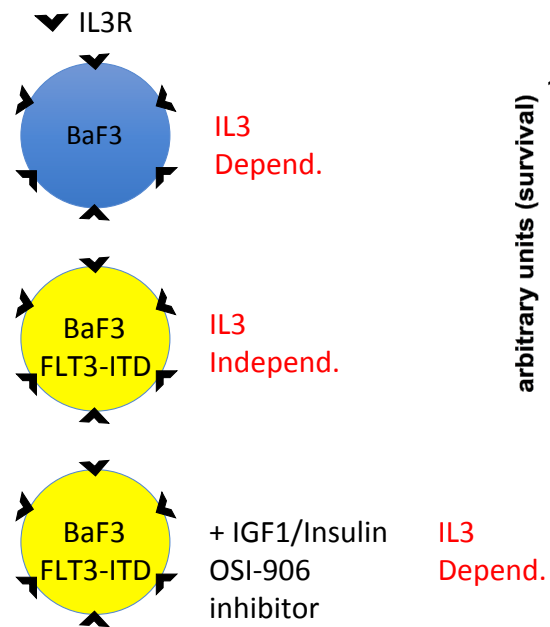 IL3R
BaF3
IL3
Depend.
BaF3
FLT3-ITD
IL3
Independ.
BaF3
FLT3-ITD
+ IGF1/Insulin
OSI-906
inhibitor
IL3
Depend.
arbitrary units (survival)